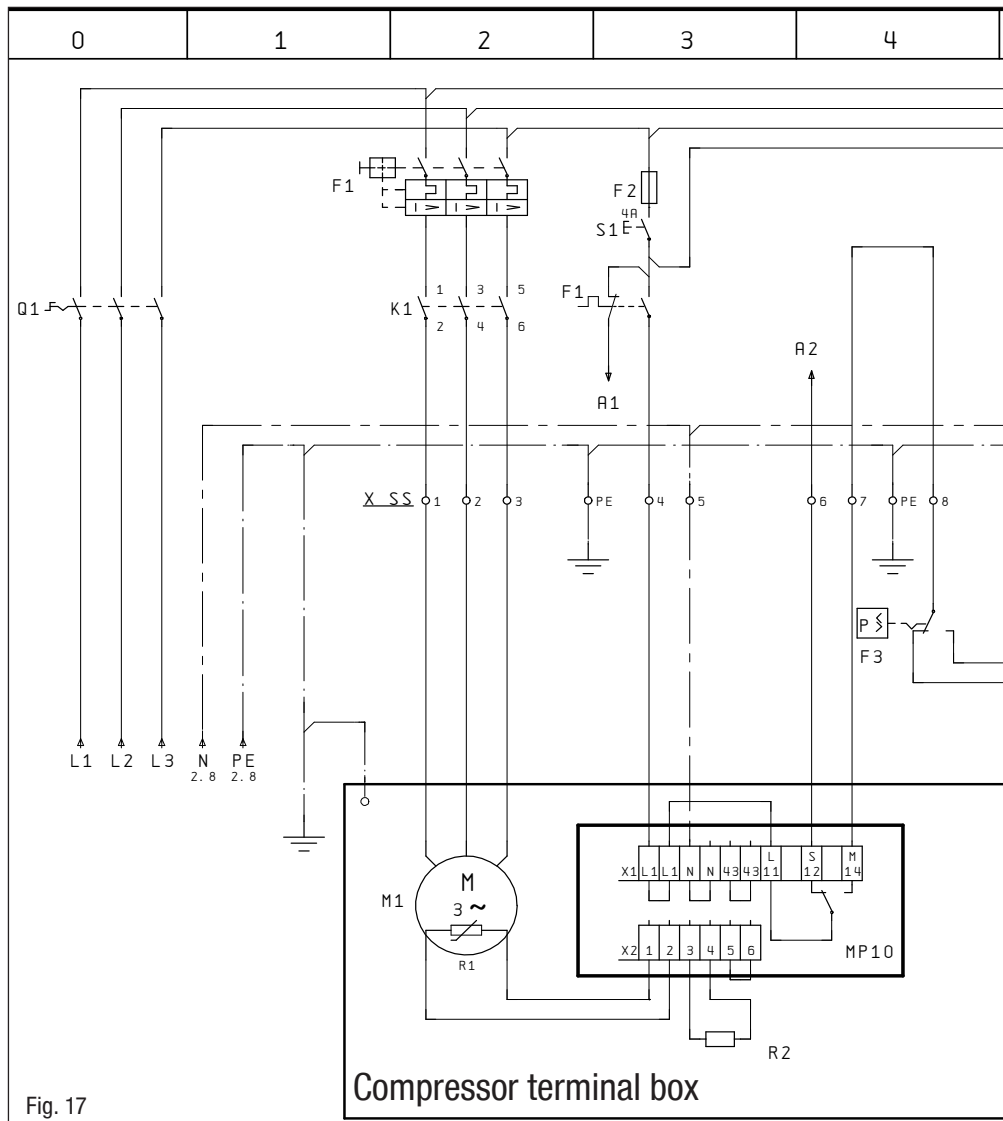 0 1 2 3 4
F1
F2
4A
S1
Q1
K1
1 3 5
2 4 6
F1
A1
A2
X SS 1 2 3 PE 4 5 6 7 PE 8
P
F3
L1 L2 L3 N PE
2.8 2.8
L S M
X1 L1 L1 N N 43 43 11 12 14
M
3 ~
M1
R1
X2 1 2 3 4 5 6
MP10
R2
Compressor terminal box
Fig. 17